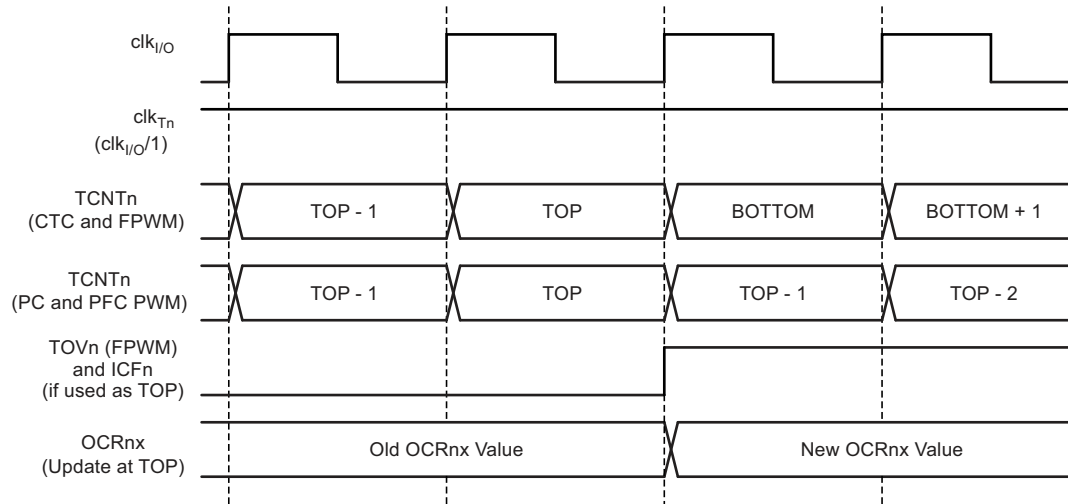 clkI/O
clkTn
(clkI/O/1)
TCNTn
(CTC and FPWM)
TOP - 1
TOP
BOTTOM
BOTTOM + 1
TCNTn
(PC and PFC PWM)
TOP - 1
TOP
TOP - 1
TOP - 2
TOVn (FPWM)
and ICFn
(if used as TOP)
OCRnx
(Update at TOP)
Old OCRnx Value
New OCRnx Value